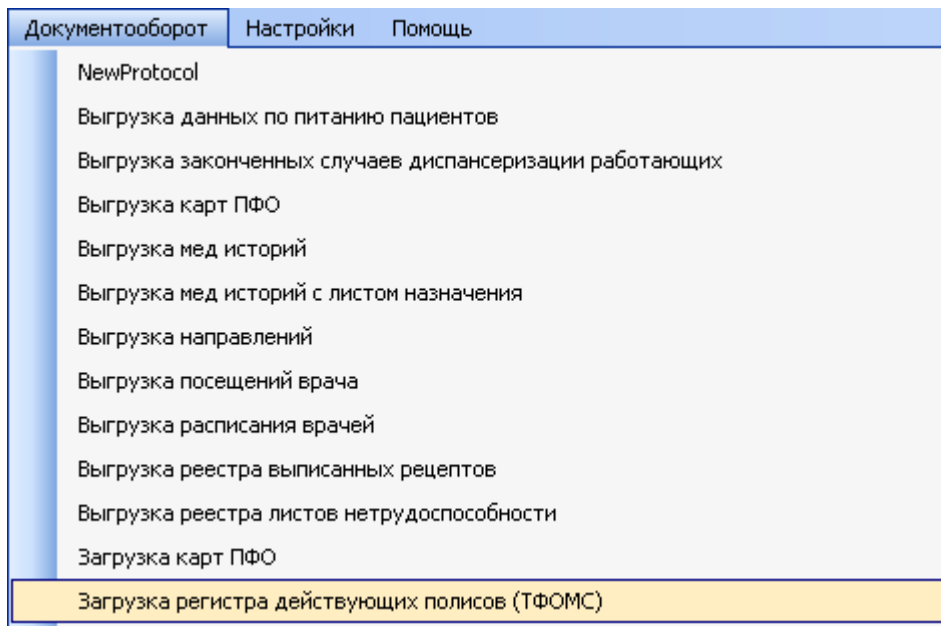 Документооборот Настройки Помощь
NewProtocol
Выгрузка данных по питанию пациентов
Выгрузка законченных случаев диспансеризации работающих
Выгрузка карт ПФО
Выгрузка мед историй
Выгрузка мед историй с листом назначения
Выгрузка направлений
Выгрузка посещений врача
Выгрузка расписания врачей
Выгрузка реестра выписанных рецептов
Выгрузка реестра листов нетрудоспособности
Загрузка карт ПФО
Загрузка регистра действующих полисов (ТФОМС)